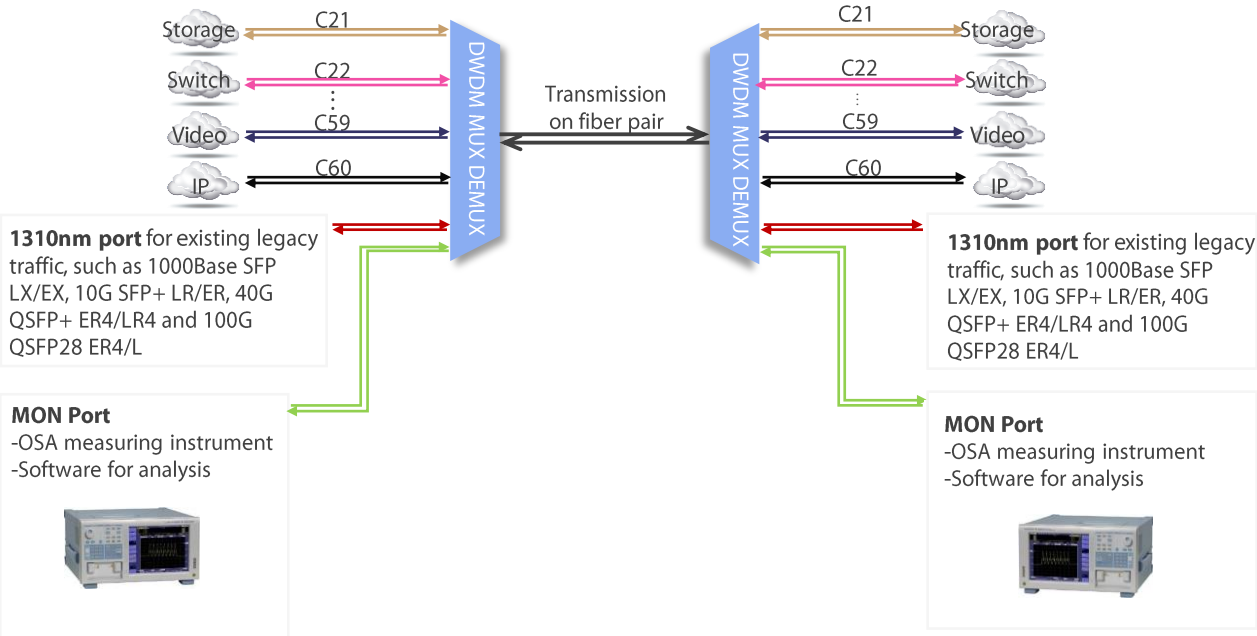 Storage
C21
Switch
C22
Video
C59
IP
C60
DWDM MUX DEMUX
Transmission
on fiber pair
DWDM MUX DEMUX
C21
Storage
C22
Switch
C59
Video
C60
IP
1310nm port for existing legacy
traffic, such as 1000Base SFP
LX/EX, 10G SFP+ LR/ER, 40G
QSFP+ ER4/LR4 and 100G
QSFP28 ER4/L
1310nm port for existing legacy
traffic, such as 1000Base SFP
LX/EX, 10G SFP+ LR/ER, 40G
QSFP+ ER4/LR4 and 100G
QSFP28 ER4/L
MON Port
-OSA measuring instrument
-Software for analysis
MON Port
-OSA measuring instrument
-Software for analysis